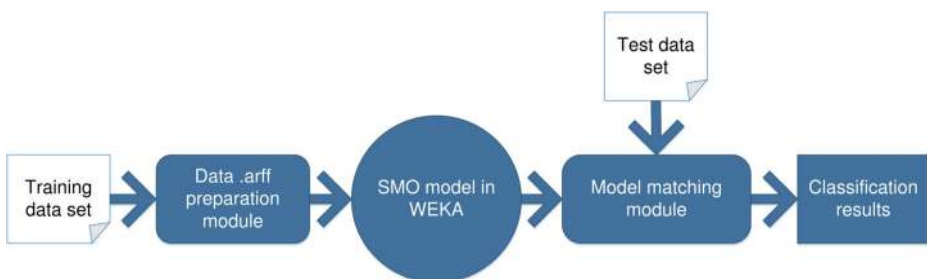 Test data
set
Training
data set
Data .arff
preparation
module
SMO model in
WEKA
Model matching
module
Classification
results